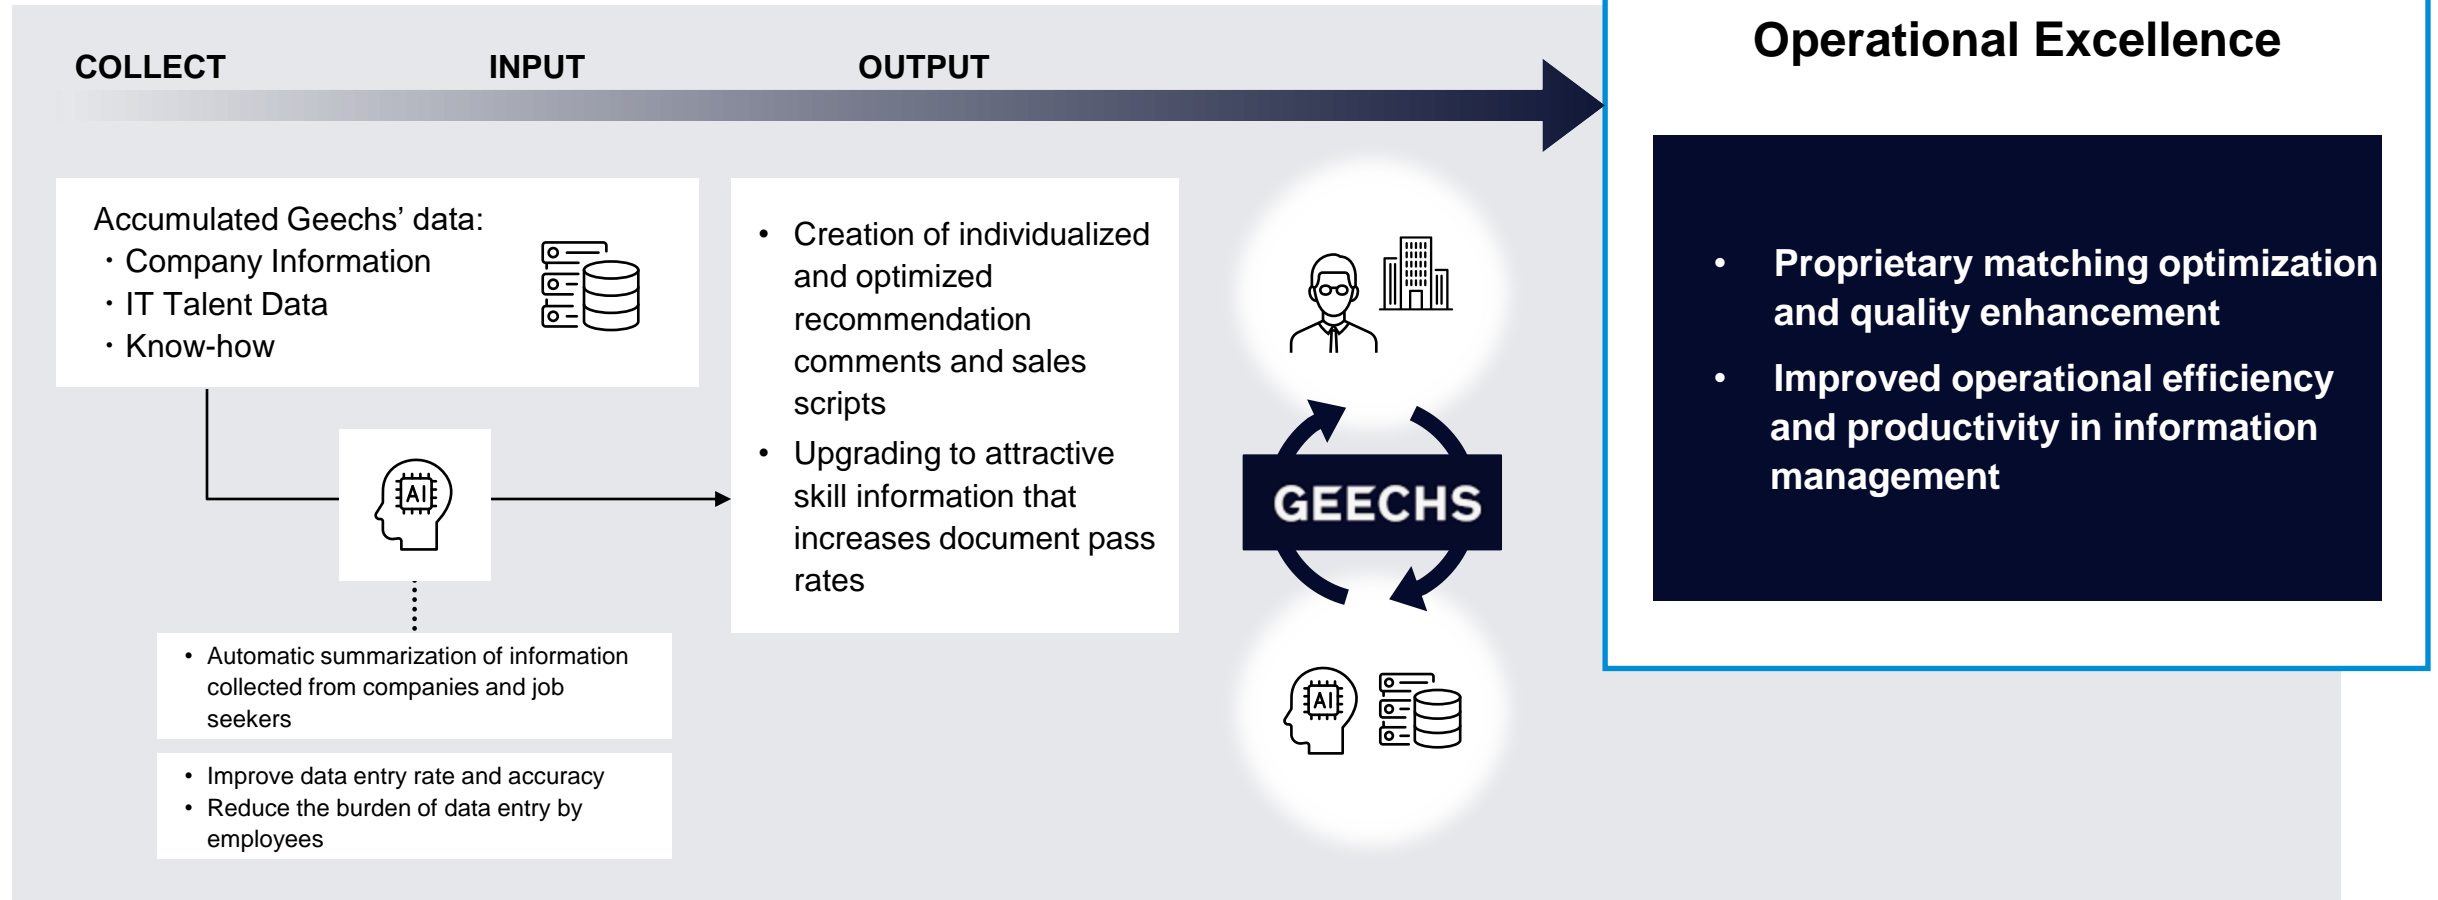 COLLECT
INPUT
OUTPUT
Operational Excellence
Accumulated Geechs’ data:
・Company Information
・IT Talent Data
・Know-how
AI
• Automatic summarization of information
collected from companies and job
seekers
• Improve data entry rate and accuracy
• Reduce the burden of data entry by
employees
• Creation of individualized
and optimized
recommendation
comments and sales
scripts
• Upgrading to attractive
skill information that
increases document pass
rates
GEECHS
AI
• Proprietary matching optimization
and quality enhancement
• Improved operational efficiency
and productivity in information
management